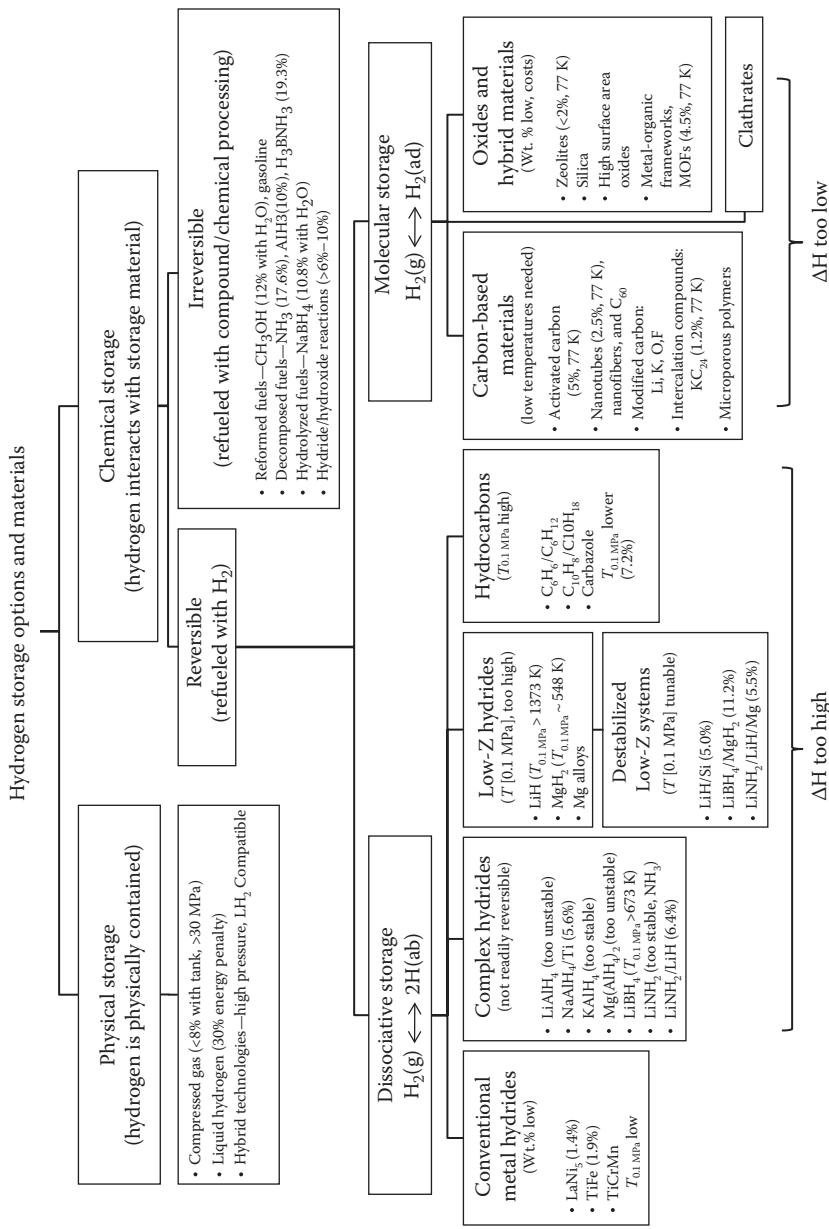 Hydrogen storage options and materials
Physical storage
(hydrogen is physically contained)
• Compressed gas (<8% with tank, >30 MPa)
• Liquid hydrogen (30% energy penalty)
• Hybrid technologies—high pressure, LH₂ Compatible
Chemical storage
(hydrogen interacts with storage material)
Reversible
(refueled with H₂)
Irreversible
(refueled with compound/chemical processing)
• Reformed fuels—CH₃OH (12% with H₂O), gasoline
• Decomposed fuels—NH₃ (17.6%), AlH3(10%), H₃BNH₃ (19.3%)
• Hydrolyzed fuels—NaBH₄ (10.8% with H₂O)
• Hydride/hydroxide reactions (>6%–10%)
Dissociative storage
H₂(g) ⟷ 2H(ab)
Molecular storage
H₂(g) ⟷ H₂(ad)
Conventional
metal hydrides
(Wt.% low)
• LaNi₅ (1.4%)
• TiFe (1.9%)
• TiCrMn
T₀.₁ MPa low
Complex hydrides
(not readily reversible)
• LiAlH₄ (too unstable)
• NaAlH₄/Ti (5.6%)
• KAlH₄ (too stable)
• Mg(AlH₄)₂ (too unstable)
• LiBH₄ (T₀.₁ MPa >673 K)
• LiNH₂ (too stable, NH₃)
• LiNH₂/LiH (6.4%)
Low-Z hydrides
(T [0.1 MPa], too high)
• LiH (T₀.₁ MPa > 1373 K)
• MgH₂ (T₀.₁ MPa ~ 548 K)
• Mg alloys
Destabilized
Low-Z systems
(T [0.1 MPa] tunable)
• LiH/Si (5.0%)
• LiBH₄/MgH₂ (11.2%)
• LiNH₂/LiH/Mg (5.5%)
Hydrocarbons
(T₀.₁ MPa high)
• C₆H₆/C₆H₁₂
• C₁₀H₈/C10H₁₈
• Carbazole
T₀.₁ MPa lower
(7.2%)
Carbon-based
materials
(low temperatures needed)
• Activated carbon
(5%, 77 K)
• Nanotubes (2.5%, 77 K),
nanofibers, and C₆₀
• Modified carbon:
Li, K, O,F
• Intercalation compounds:
KC₂₄ (1.2%, 77 K)
• Microporous polymers
Oxides and
hybrid materials
(Wt. % low, costs)
• Zeolites (<2%, 77 K)
• Silica
• High surface area
oxides
• Metal-organic
frameworks,
MOFs (4.5%, 77 K)
Clathrates
ΔH too high
ΔH too low